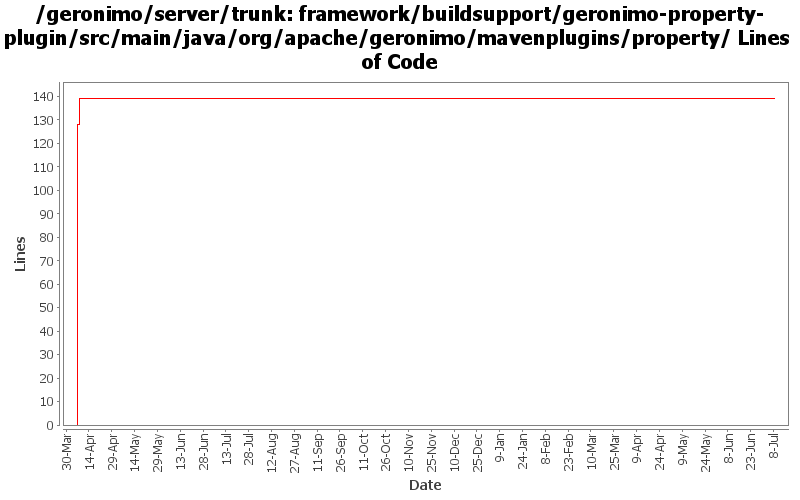 /geronimo/server/trunk: framework/buildsupport/geronimo-property-
plugin/src/main/java/org/apache/geronimo/mavenplugins/property/ Lines
of Code
140
130
120
110
100
90
80
70
60
50
40
30
20
10
0
Lines
30-Mar
14-Apr
29-Apr
14-May
29-May
13-Jun
28-Jun
13-Jul
28-Jul
12-Aug
27-Aug
11-Sep
26-Sep
11-Oct
26-Oct
10-Nov
25-Nov
10-Dec
25-Dec
9-Jan
24-Jan
8-Feb
23-Feb
10-Mar
25-Mar
9-Apr
24-Apr
9-May
24-May
8-Jun
23-Jun
8-Jul
Date